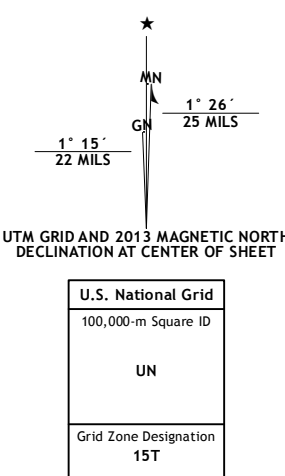 ★
MN
1° 26´
25 MILS
GN
1° 15´
22 MILS
UTM GRID AND 2013 MAGNETIC NORTH
DECLINATION AT CENTER OF SHEET
U.S. National Grid
100,000-m Square ID
UN
Grid Zone Designation
15T